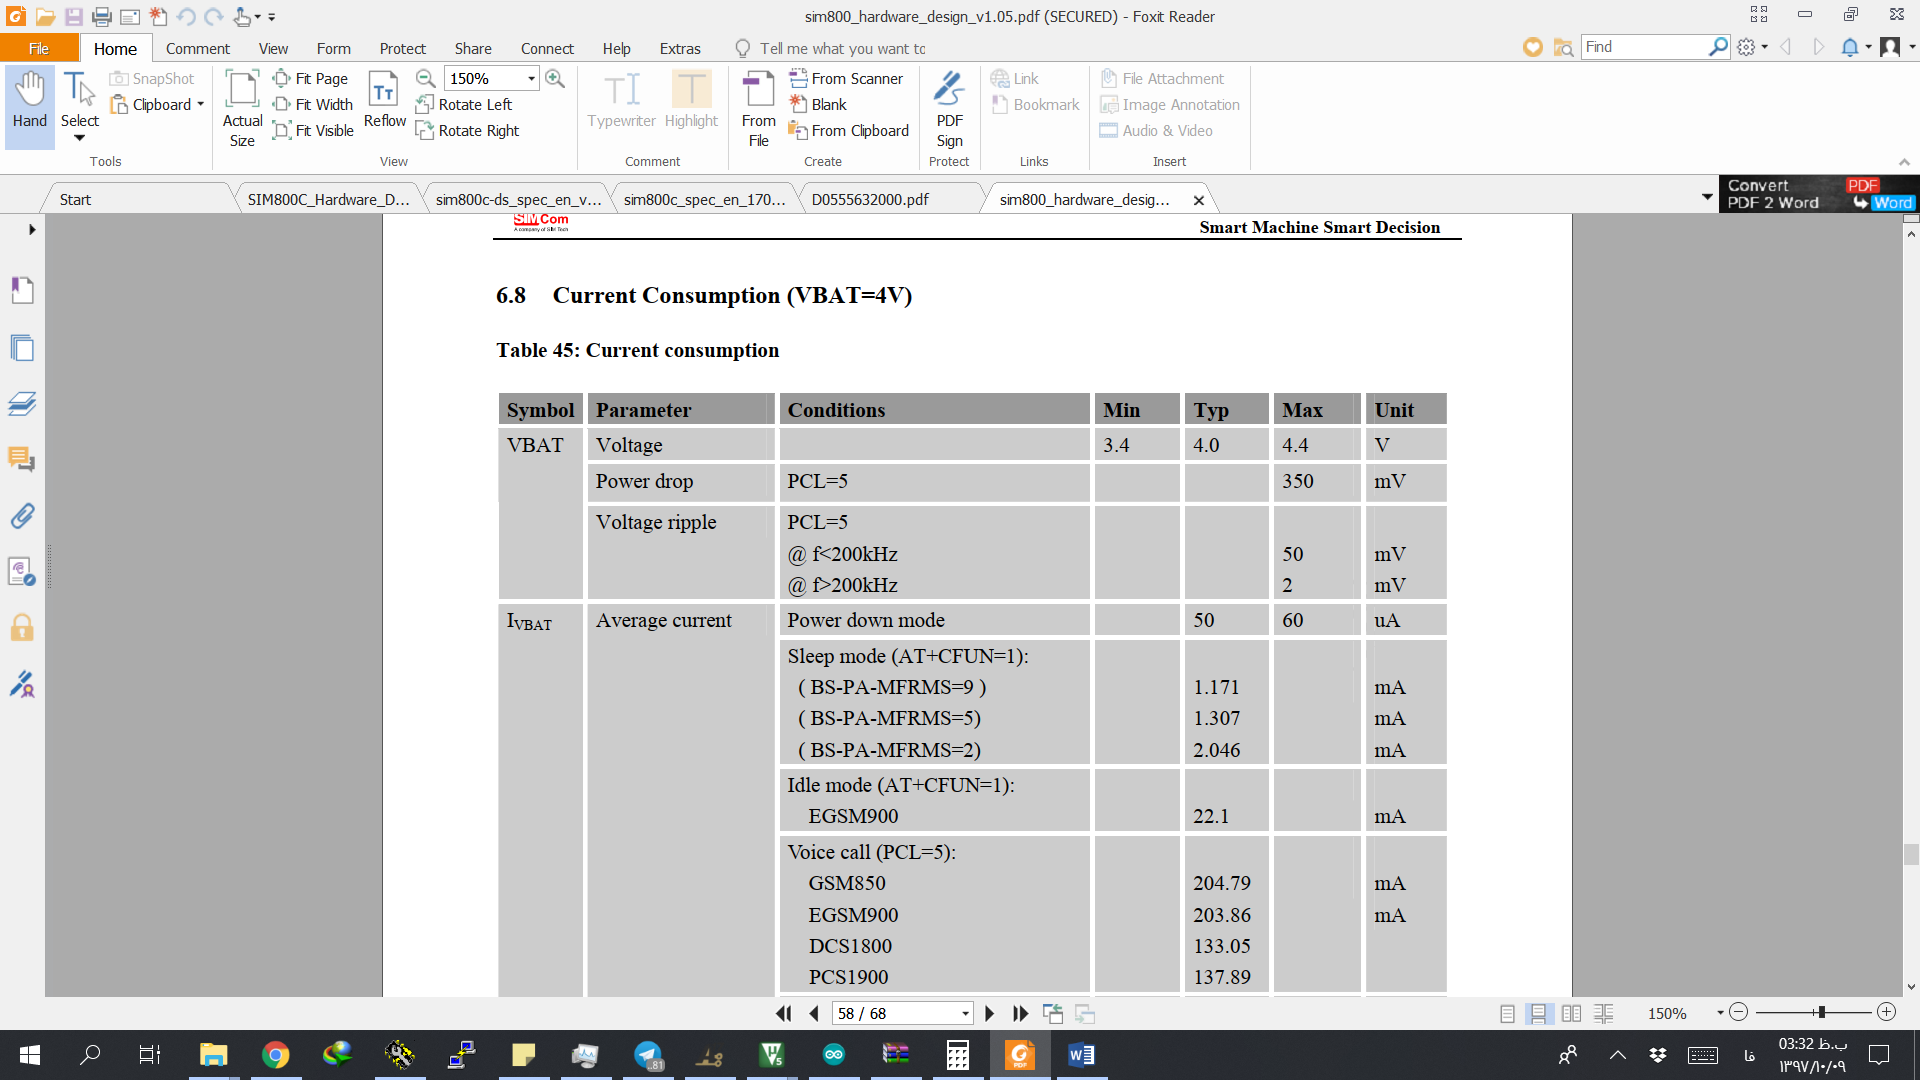 sim800_hardware_design_v1.05.pdf (SECURED) - Foxit Reader
File Home Comment View Form Protect Share Connect Help Extras Tell me what you want to Find
Hand
Select
SnapShot
Clipboard
Tools
Actual Size
Fit Page
Fit Width
Fit Visible
Reflow
150%
Rotate Left
Rotate Right
View
Typewriter
Highlight
Comment
From File
From Scanner
Blank
From Clipboard
Create
PDF Sign
Protect
Link
Bookmark
Links
File Attachment
Image Annotation
Audio & Video
Insert
Start SIM800C_Hardware_D... sim800c-ds_spec_en_v... sim800c_spec_en_170... D0555632000.pdf sim800_hardware_desig...
Convert PDF
PDF 2 Word Word
SIMCom
A company of SIM Tech
Smart Machine Smart Decision
6.8 Current Consumption (VBAT=4V)
Table 45: Current consumption
Symbol Parameter Conditions Min Typ Max Unit
VBAT Voltage 3.4 4.0 4.4 V
Power drop PCL=5 350 mV
Voltage ripple PCL=5
@ f<200kHz 50 mV
@ f>200kHz 2 mV
IVBAT Average current Power down mode 50 60 uA
Sleep mode (AT+CFUN=1):
( BS-PA-MFRMS=9 ) 1.171 mA
( BS-PA-MFRMS=5) 1.307 mA
( BS-PA-MFRMS=2) 2.046 mA
Idle mode (AT+CFUN=1):
EGSM900 22.1 mA
Voice call (PCL=5):
GSM850 204.79 mA
EGSM900 203.86 mA
DCS1800 133.05
PCS1900 137.89
58 / 68
150%
81
فا
03:32 ب.ظ
۱۳۹۷/۱۰/۰۹